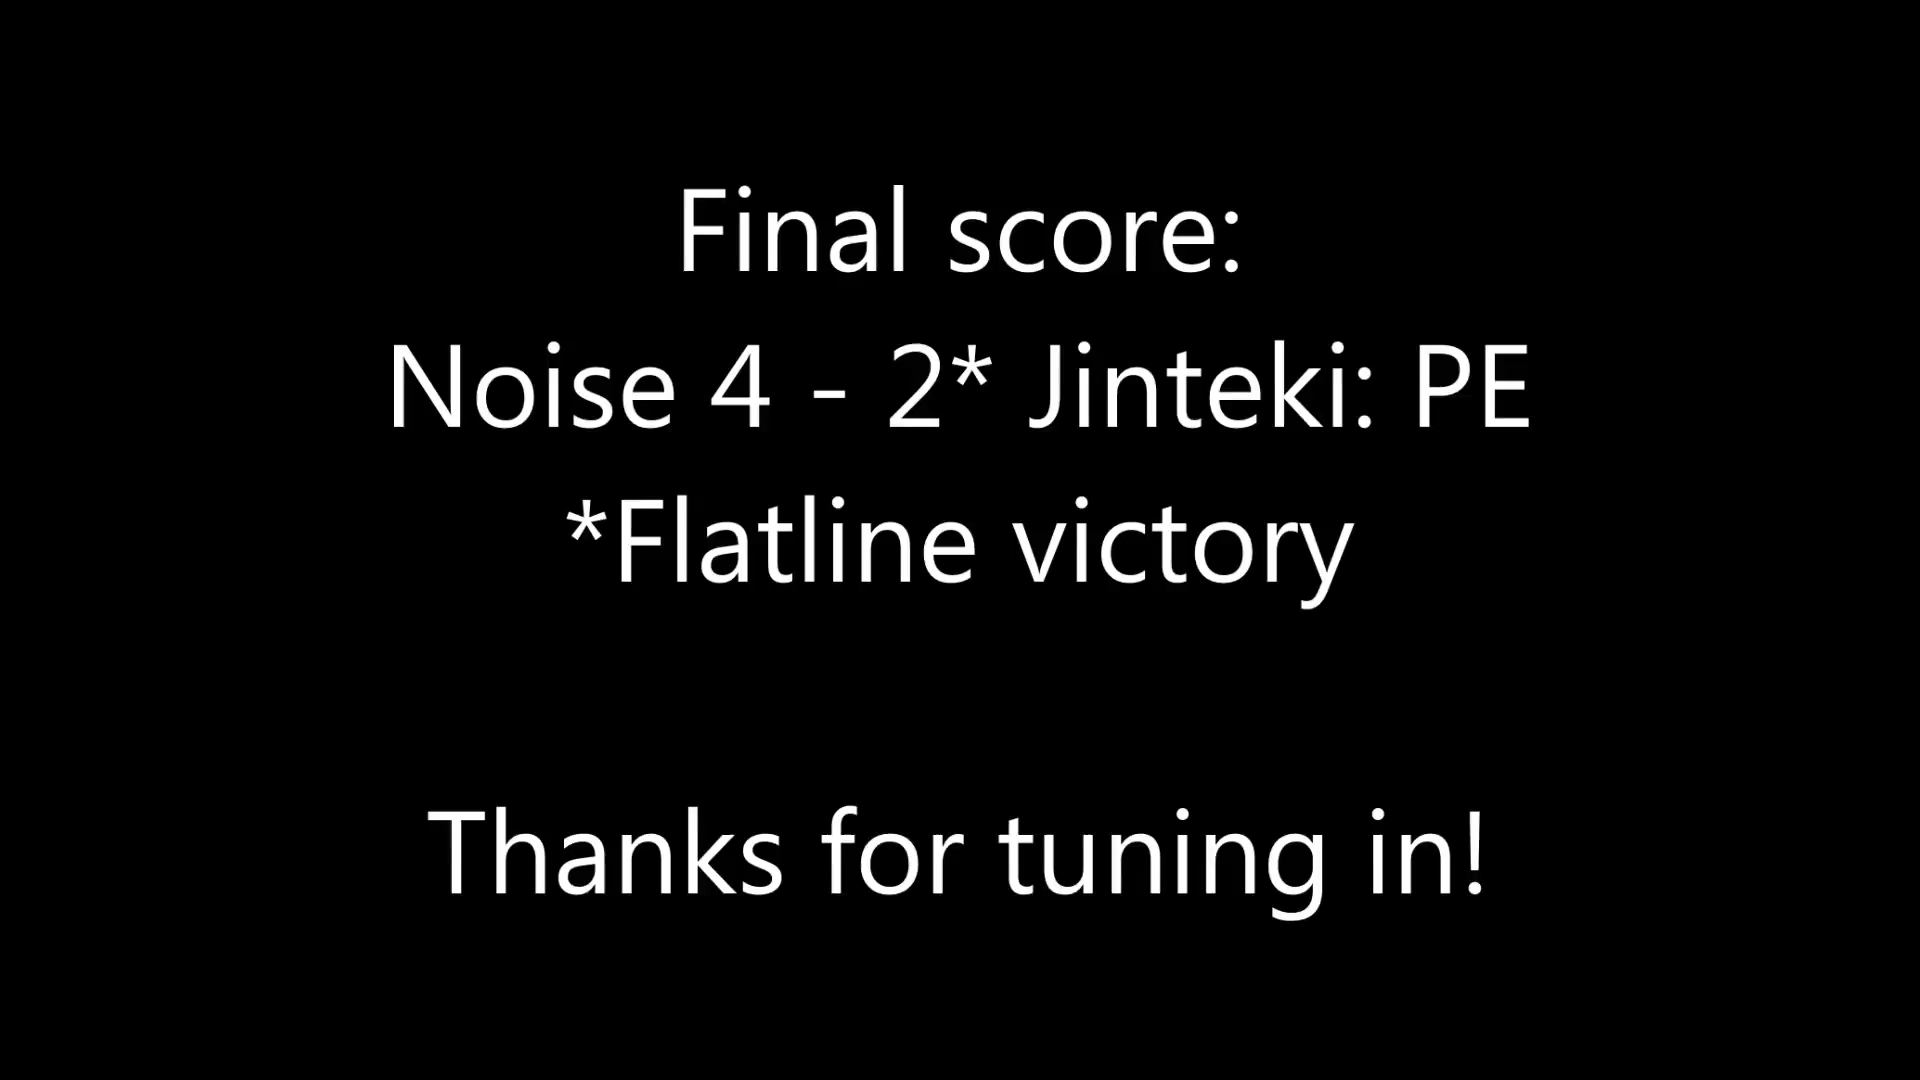 Final score:
Noise 4 - 2* Jinteki: PE
*Flatline victory
Thanks for tuning in!